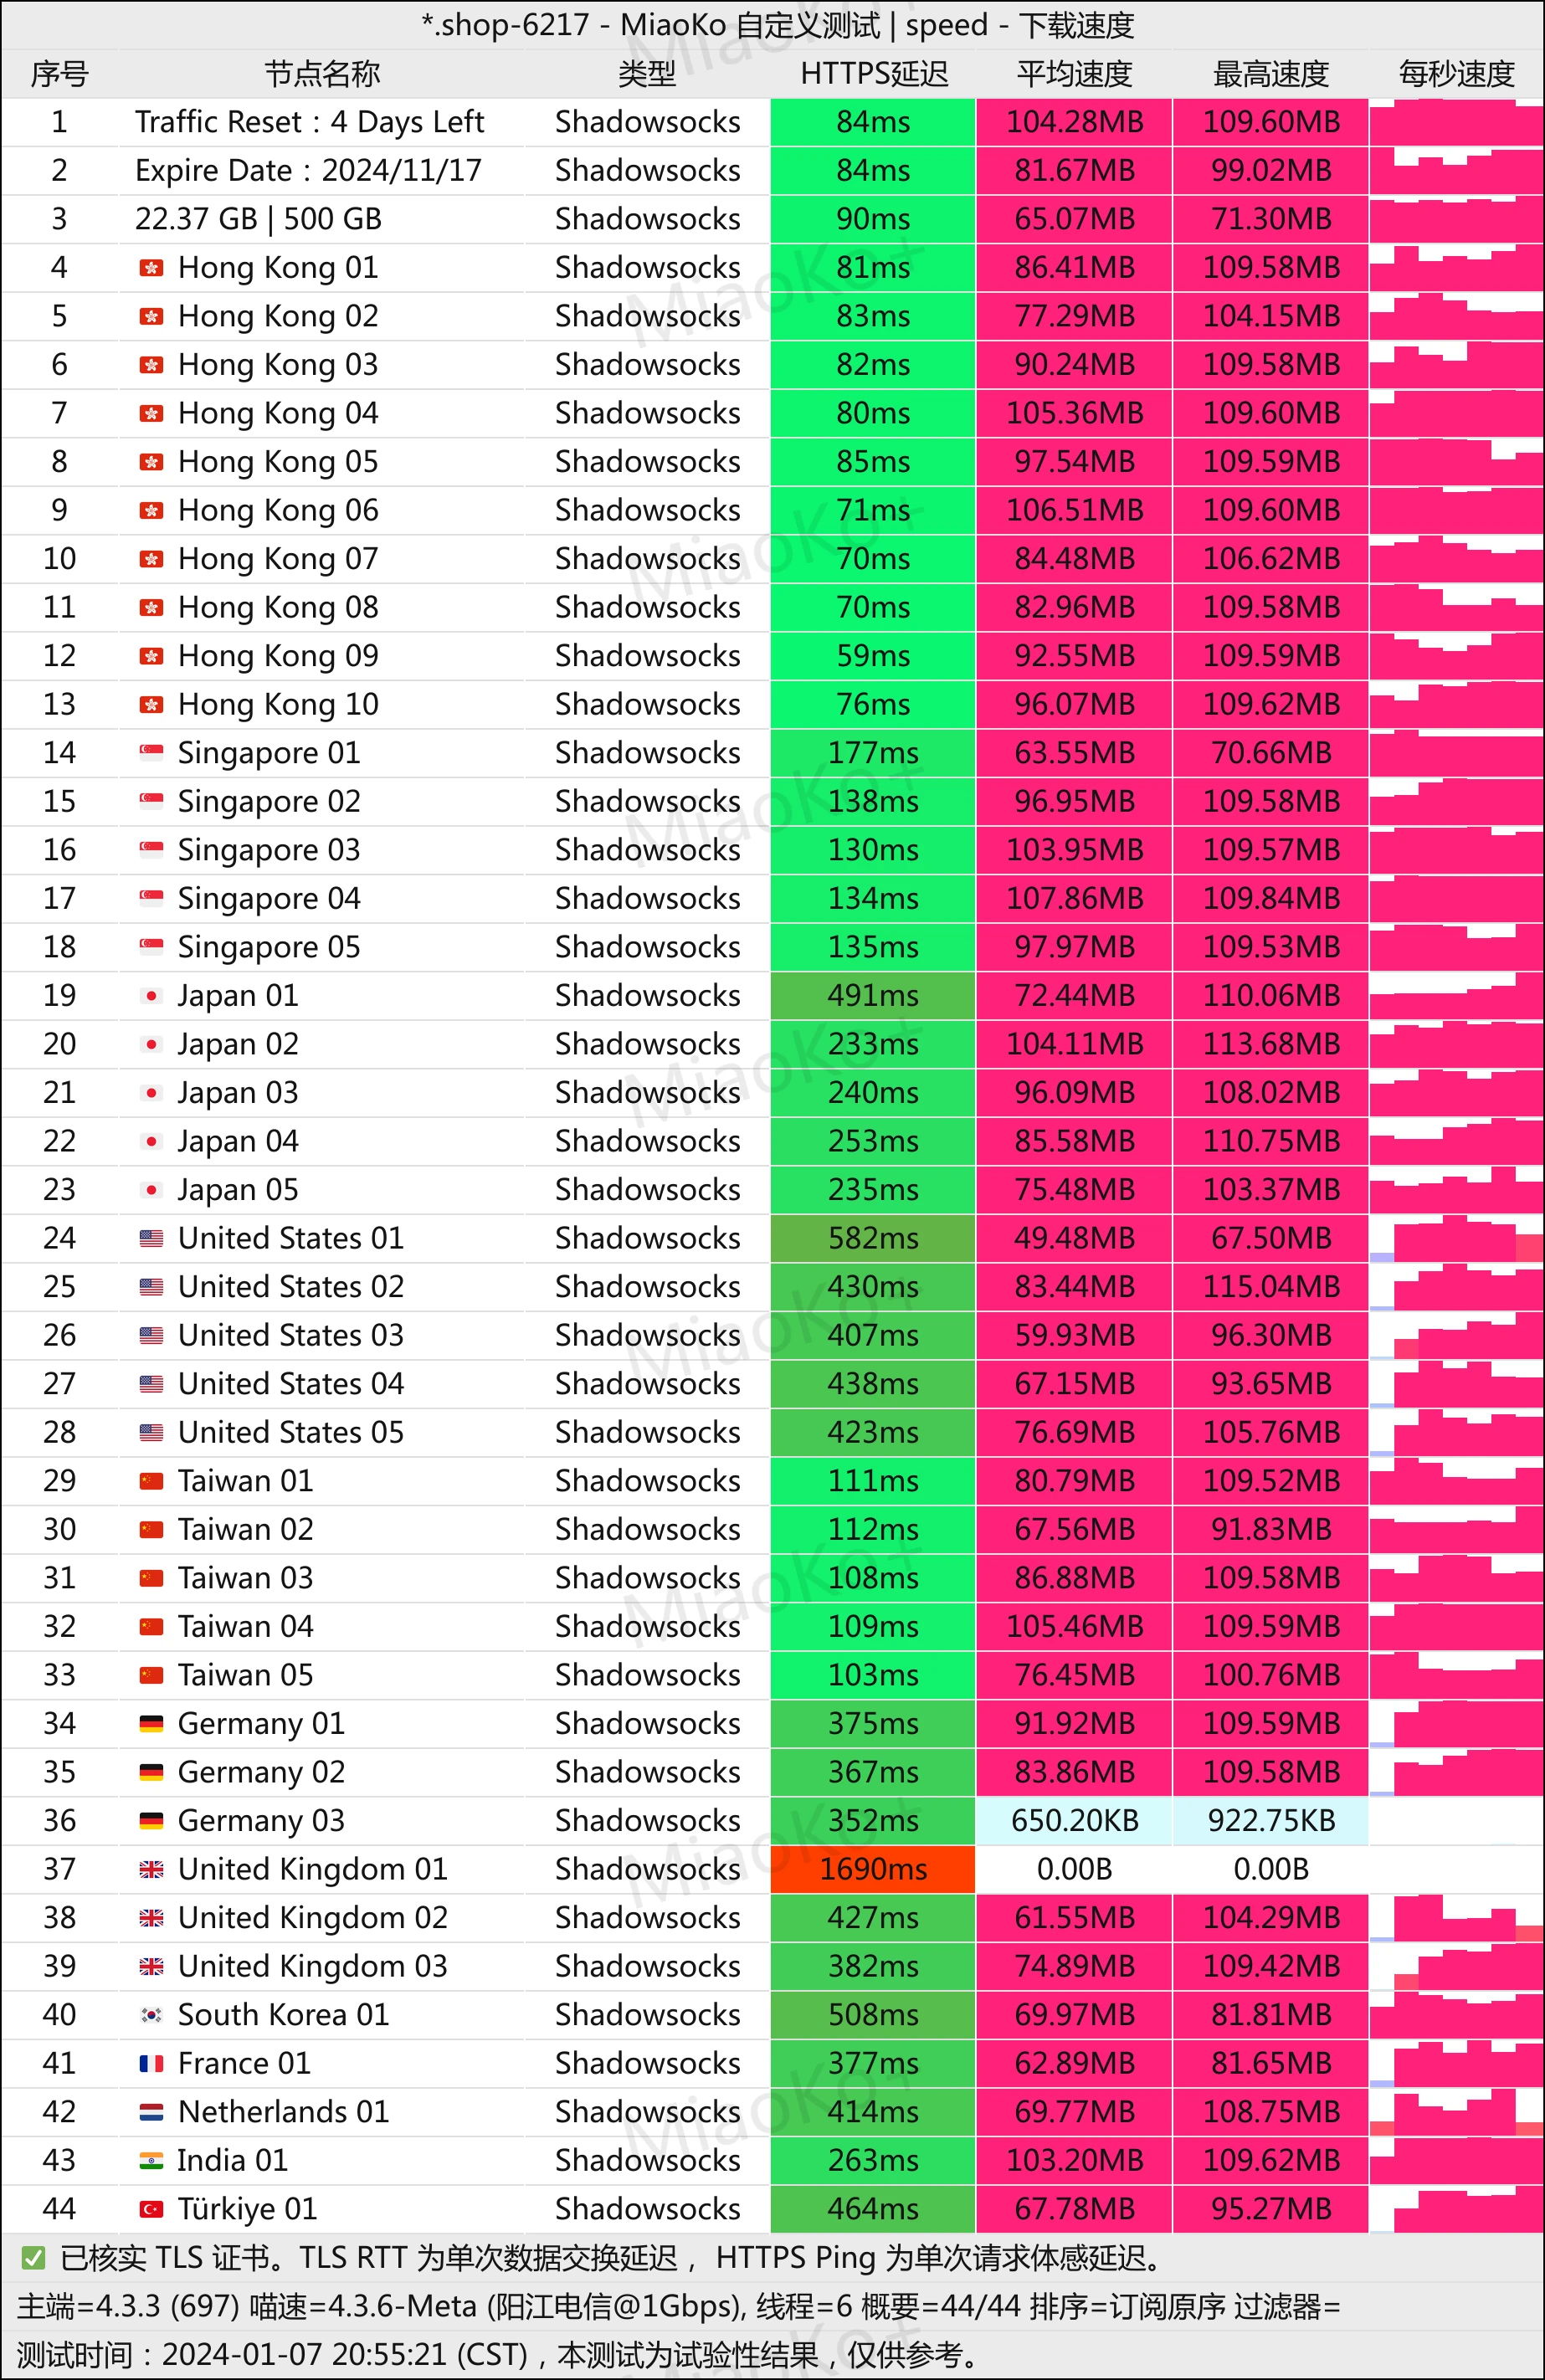 *.shop-6217 - MiaoKo 自定义测试 | speed - 下载速度
序号 节点名称 类型 HTTPS延迟 平均速度 最高速度 每秒速度
1 Traffic Reset : 4 Days Left Shadowsocks 84ms 104.28MB 109.60MB
2 Expire Date : 2024/11/17 Shadowsocks 84ms 81.67MB 99.02MB
3 22.37 GB | 500 GB Shadowsocks 90ms 65.07MB 71.30MB
4 Hong Kong 01 Shadowsocks 81ms 86.41MB 109.58MB
5 Hong Kong 02 Shadowsocks 83ms 77.29MB 104.15MB
6 Hong Kong 03 Shadowsocks 82ms 90.24MB 109.58MB
7 Hong Kong 04 Shadowsocks 80ms 105.36MB 109.60MB
8 Hong Kong 05 Shadowsocks 85ms 97.54MB 109.59MB
9 Hong Kong 06 Shadowsocks 71ms 106.51MB 109.60MB
10 Hong Kong 07 Shadowsocks 70ms 84.48MB 106.62MB
11 Hong Kong 08 Shadowsocks 70ms 82.96MB 109.58MB
12 Hong Kong 09 Shadowsocks 59ms 92.55MB 109.59MB
13 Hong Kong 10 Shadowsocks 76ms 96.07MB 109.62MB
14 Singapore 01 Shadowsocks 177ms 63.55MB 70.66MB
15 Singapore 02 Shadowsocks 138ms 96.95MB 109.58MB
16 Singapore 03 Shadowsocks 130ms 103.95MB 109.57MB
17 Singapore 04 Shadowsocks 134ms 107.86MB 109.84MB
18 Singapore 05 Shadowsocks 135ms 97.97MB 109.53MB
19 Japan 01 Shadowsocks 491ms 72.44MB 110.06MB
20 Japan 02 Shadowsocks 233ms 104.11MB 113.68MB
21 Japan 03 Shadowsocks 240ms 96.09MB 108.02MB
22 Japan 04 Shadowsocks 253ms 85.58MB 110.75MB
23 Japan 05 Shadowsocks 235ms 75.48MB 103.37MB
24 United States 01 Shadowsocks 582ms 49.48MB 67.50MB
25 United States 02 Shadowsocks 430ms 83.44MB 115.04MB
26 United States 03 Shadowsocks 407ms 59.93MB 96.30MB
27 United States 04 Shadowsocks 438ms 67.15MB 93.65MB
28 United States 05 Shadowsocks 423ms 76.69MB 105.76MB
29 Taiwan 01 Shadowsocks 111ms 80.79MB 109.52MB
30 Taiwan 02 Shadowsocks 112ms 67.56MB 91.83MB
31 Taiwan 03 Shadowsocks 108ms 86.88MB 109.58MB
32 Taiwan 04 Shadowsocks 109ms 105.46MB 109.59MB
33 Taiwan 05 Shadowsocks 103ms 76.45MB 100.76MB
34 Germany 01 Shadowsocks 375ms 91.92MB 109.59MB
35 Germany 02 Shadowsocks 367ms 83.86MB 109.58MB
36 Germany 03 Shadowsocks 352ms 650.20KB 922.75KB
37 United Kingdom 01 Shadowsocks 1690ms 0.00B 0.00B
38 United Kingdom 02 Shadowsocks 427ms 61.55MB 104.29MB
39 United Kingdom 03 Shadowsocks 382ms 74.89MB 109.42MB
40 South Korea 01 Shadowsocks 508ms 69.97MB 81.81MB
41 France 01 Shadowsocks 377ms 62.89MB 81.65MB
42 Netherlands 01 Shadowsocks 414ms 69.77MB 108.75MB
43 India 01 Shadowsocks 263ms 103.20MB 109.62MB
44 Türkiye 01 Shadowsocks 464ms 67.78MB 95.27MB
✅ 已核实 TLS 证书。TLS RTT 为单次数据交换延迟， HTTPS Ping 为单次请求体感延迟。
主端=4.3.3 (697) 喵速=4.3.6-Meta (阳江电信@1Gbps), 线程=6 概要=44/44 排序=订阅原序 过滤器=
测试时间：2024-01-07 20:55:21 (CST)，本测试为试验性结果，仅供参考。
MiaoKo+
MiaoKo+
MiaoKo+
MiaoKo+
MiaoKo+
MiaoKo+
MiaoKo+
MiaoKo+
MiaoKo+
MiaoKo+